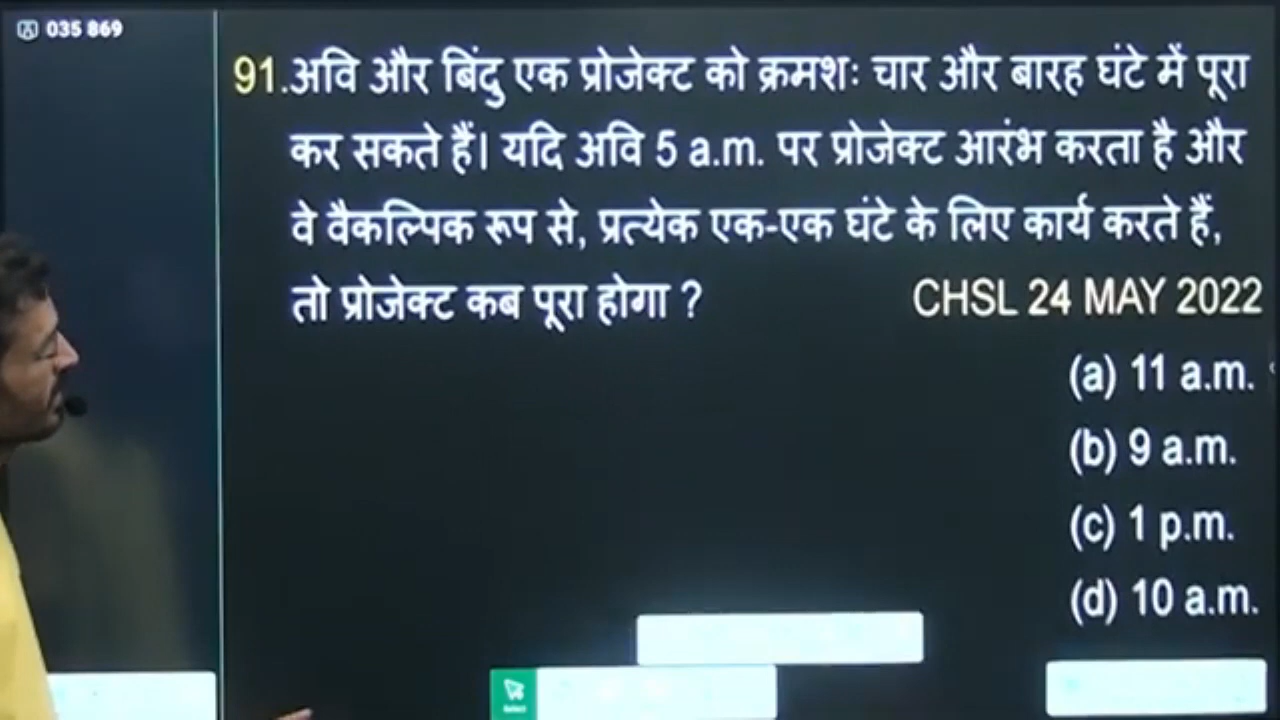 035 869
91.अवि और बिंदु एक प्रोजेक्ट को क्रमशः चार और बारह घंटे में पूरा
कर सकते हैं। यदि अवि 5 a.m. पर प्रोजेक्ट आरंभ करता है और
वे वैकल्पिक रूप से, प्रत्येक एक-एक घंटे के लिए कार्य करते हैं,
तो प्रोजेक्ट कब पूरा होगा ?
CHSL 24 MAY 2022
(a) 11 a.m.
(b) 9 a.m.
(c) 1 p.m.
(d) 10 a.m.
Select